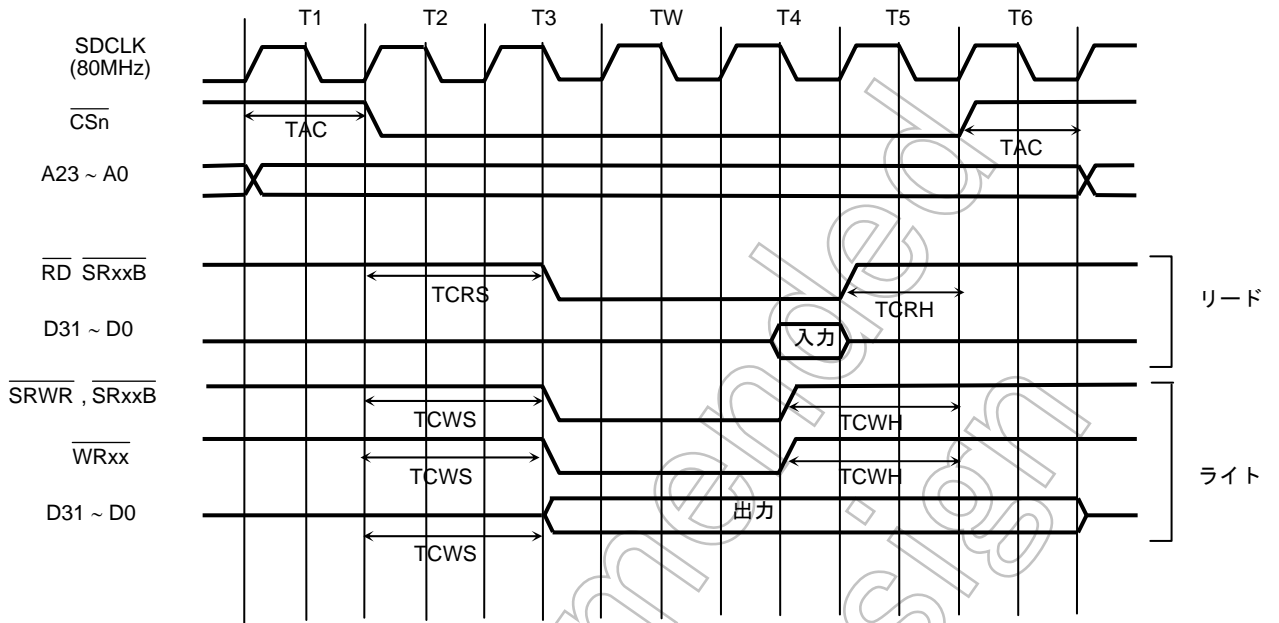 T1 T2 T3 TW T4 T5 T6
SDCLK
(80MHz)
CSn
TAC TAC
A23 ~ A0
RD SRxxB
TCRS TCRH
リード
D31 ~ D0
入力
SRWR , SRxxB
TCWS TCWH
WRxx
TCWS TCWH
ライト
D31 ~ D0
出力
TCWS
mended
sign